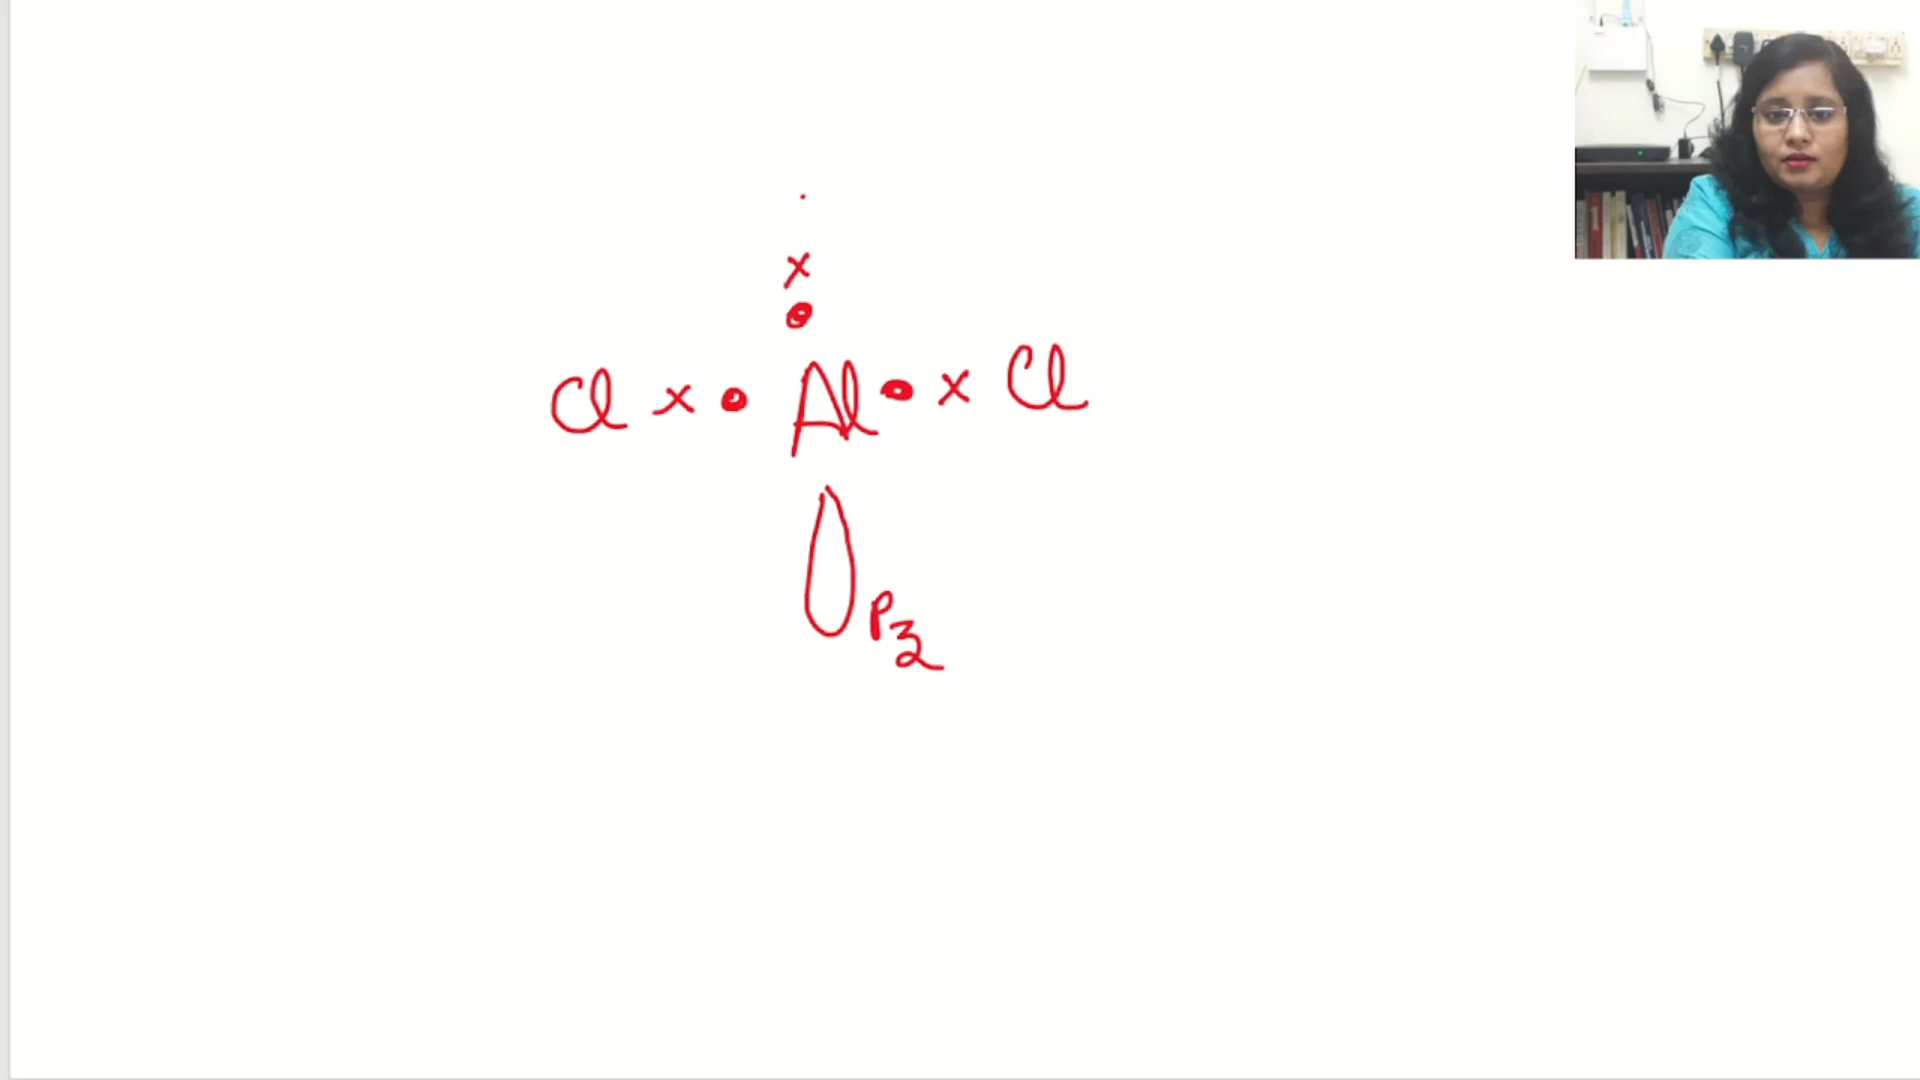 x
Cl x • Al • x Cl
Pz